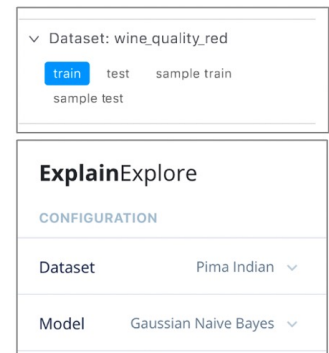 Dataset: wine_quality_red
train test sample train
sample test
ExplainExplore
CONFIGURATION
Dataset Pima Indian
Model Gaussian Naive Bayes